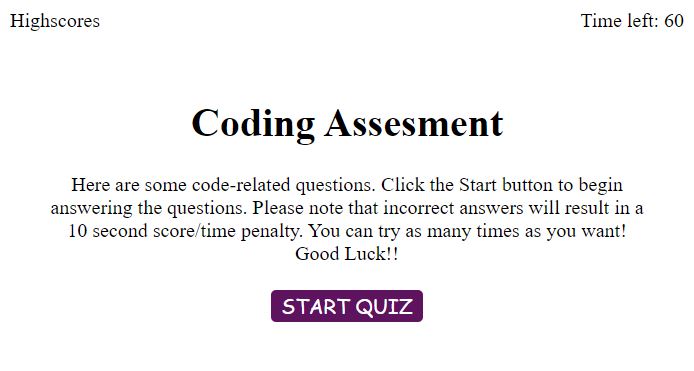 Highscores
Time left: 60
Coding Assesment
Here are some code-related questions. Click the Start button to begin
answering the questions. Please note that incorrect answers will result in a
10 second score/time penalty. You can try as many times as you want!
Good Luck!!
START QUIZ